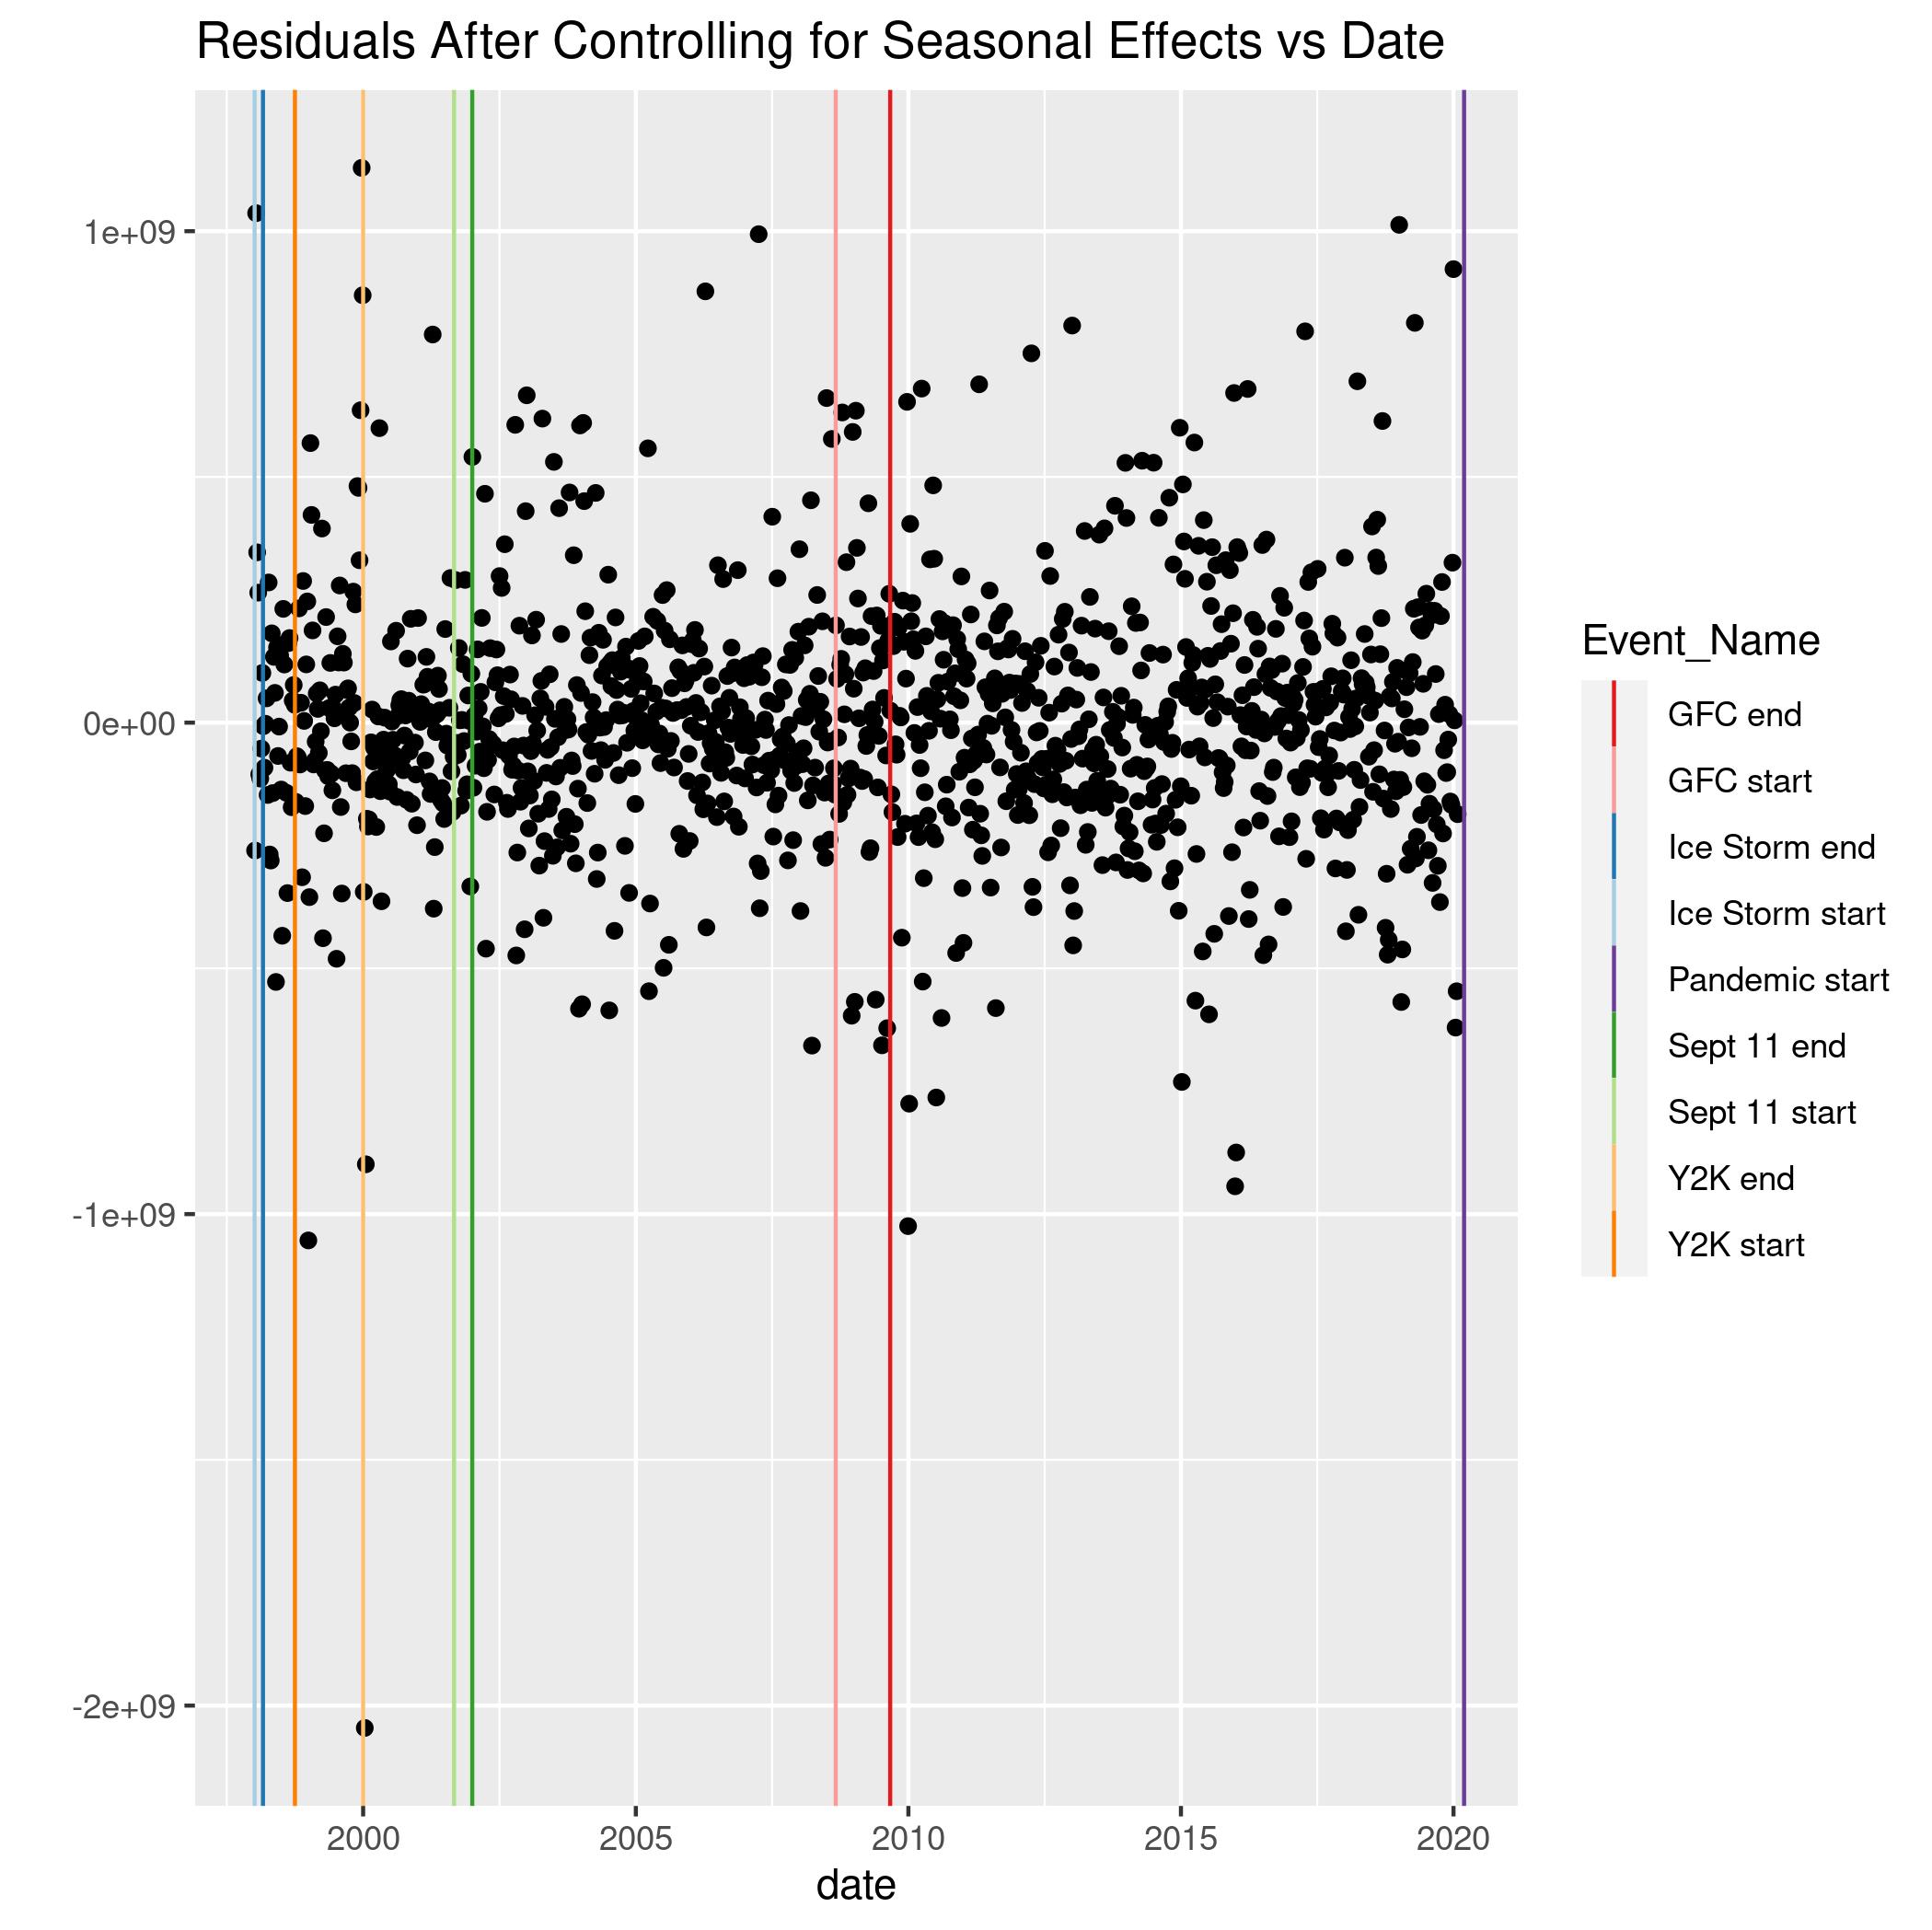 Residuals After Controlling for Seasonal Effects vs Date
1e+09
0e+00
-1e+09
-2e+09
2000 2005 2010 2015 2020
date
Event_Name
GFC end
GFC start
Ice Storm end
Ice Storm start
Pandemic start
Sept 11 end
Sept 11 start
Y2K end
Y2K start